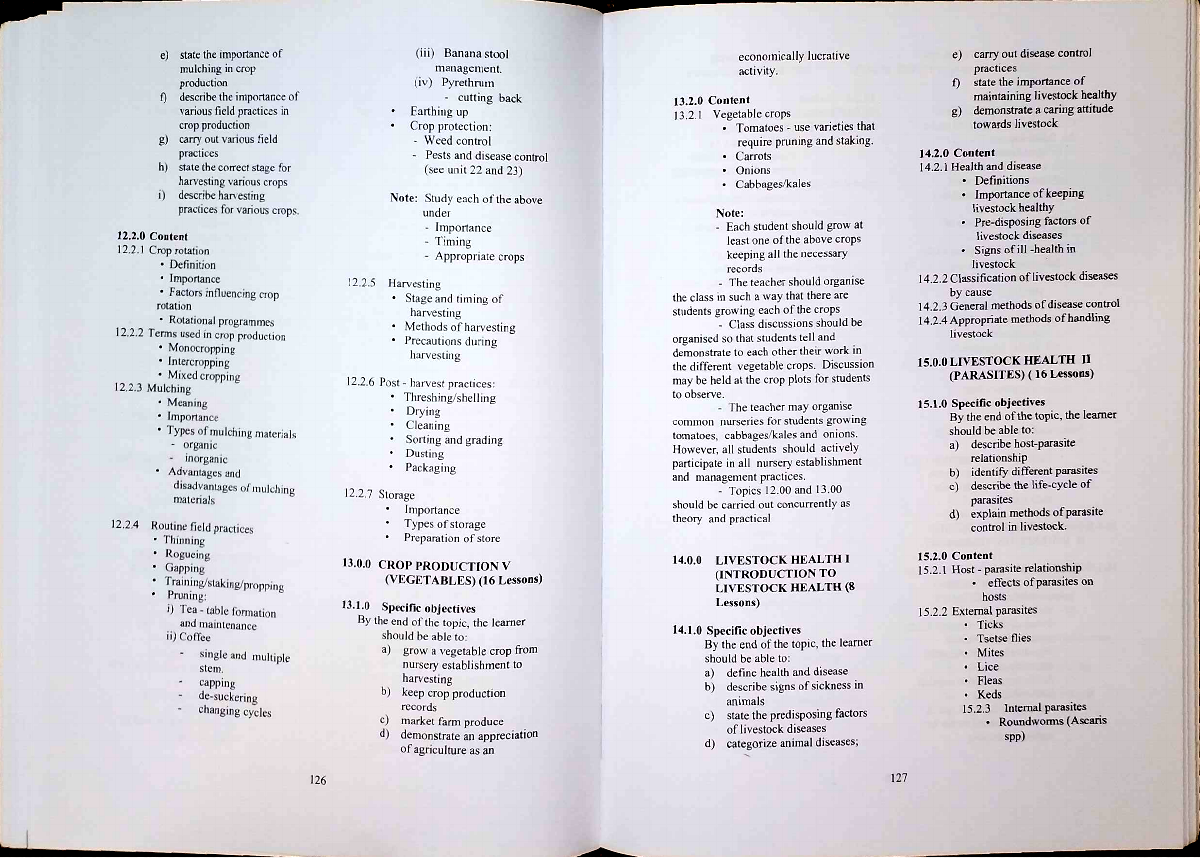 e) state the importance of
mulching in crop
production
f) describe the importance of
various field practices in
crop production
g) carry out various field
practices
h) state the correct stage for
harvesting various crops
i) describe harvesting
practices for various crops.
12.2.0 Content
12.2.1 Crop rotation
• Definition
• Importance
• Factors influencing crop
rotation
• Rotational programmes
12.2.2 Terms used in crop production
• Monocropping
• Intercropping
• Mixed cropping
12.2.3 Mulching
• Meaning
• Importance
• Types of mulching materials
- organic
- inorganic
• Advantages and
disadvantages of mulching
materials
12.2.4 Routine field practices
• Thinning
• Rogueing
• Gapping
• Training/staking/propping
• Pruning:
i) Tea - table formation
and maintenance
ii) Coffee
- single and multiple
stem.
- capping
- de-suckering
- changing cycles
(iii) Banana stool
management.
(iv) Pyrethrum
- cutting back
• Earthing up
• Crop protection:
- Weed control
- Pests and disease control
(see unit 22 and 23)
Note: Study each of the above
under
- Importance
- Timing
- Appropriate crops
12.2.5 Harvesting
• Stage and timing of
harvesting
• Methods of harvesting
• Precautions during
harvesting
12.2.6 Post - harvest practices:
• Threshing/shelling
• Drying
• Cleaning
• Sorting and grading
• Dusting
• Packaging
12.2.7 Storage
• Importance
• Types of storage
• Preparation of store
13.0.0 CROP PRODUCTION V
(VEGETABLES) (16 Lessons)
13.1.0 Specific objectives
By the end of the topic, the learner
should be able to:
a) grow a vegetable crop from
nursery establishment to
harvesting
b) keep crop production
records
c) market farm produce
d) demonstrate an appreciation
of agriculture as an
126
economically lucrative
activity.
13.2.0 Content
13.2.1 Vegetable crops
• Tomatoes - use varieties that
require pruning and staking.
• Carrots
• Onions
• Cabbages/kales
Note:
- Each student should grow at
least one of the above crops
keeping all the necessary
records
- The teacher should organise
the class in such a way that there are
students growing each of the crops
- Class discussions should be
organised so that students tell and
demonstrate to each other their work in
the different vegetable crops. Discussion
may be held at the crop plots for students
to observe.
- The teacher may organise
common nurseries for students growing
tomatoes, cabbages/kales and onions.
However, all students should actively
participate in all nursery establishment
and management practices.
- Topics 12.00 and 13.00
should be carried out concurrently as
theory and practical
14.0.0 LIVESTOCK HEALTH I
(INTRODUCTION TO
LIVESTOCK HEALTH (8
Lessons)
14.1.0 Specific objectives
By the end of the topic, the learner
should be able to:
a) define health and disease
b) describe signs of sickness in
animals
c) state the predisposing factors
of livestock diseases
d) categorize animal diseases;
e) carry out disease control
practices
f) state the importance of
maintaining livestock healthy
g) demonstrate a caring attitude
towards livestock
14.2.0 Content
14.2.1 Health and disease
• Definitions
• Importance of keeping
livestock healthy
• Pre-disposing factors of
livestock diseases
• Signs of ill -health in
livestock
14.2.2 Classification of livestock diseases
by cause
14.2.3 General methods of disease control
14.2.4 Appropriate methods of handling
livestock
15.0.0 LIVESTOCK HEALTH II
(PARASITES) ( 16 Lessons)
15.1.0 Specific objectives
By the end of the topic, the learner
should be able to:
a) describe host-parasite
relationship
b) identify different parasites
c) describe the life-cycle of
parasites
d) explain methods of parasite
control in livestock.
15.2.0 Content
15.2.1 Host - parasite relationship
• effects of parasites on
hosts
15.2.2 External parasites
• Ticks
• Tsetse flies
• Mites
• Lice
• Fleas
• Keds
15.2.3 Internal parasites
• Roundworms (Ascaris
spp)
127